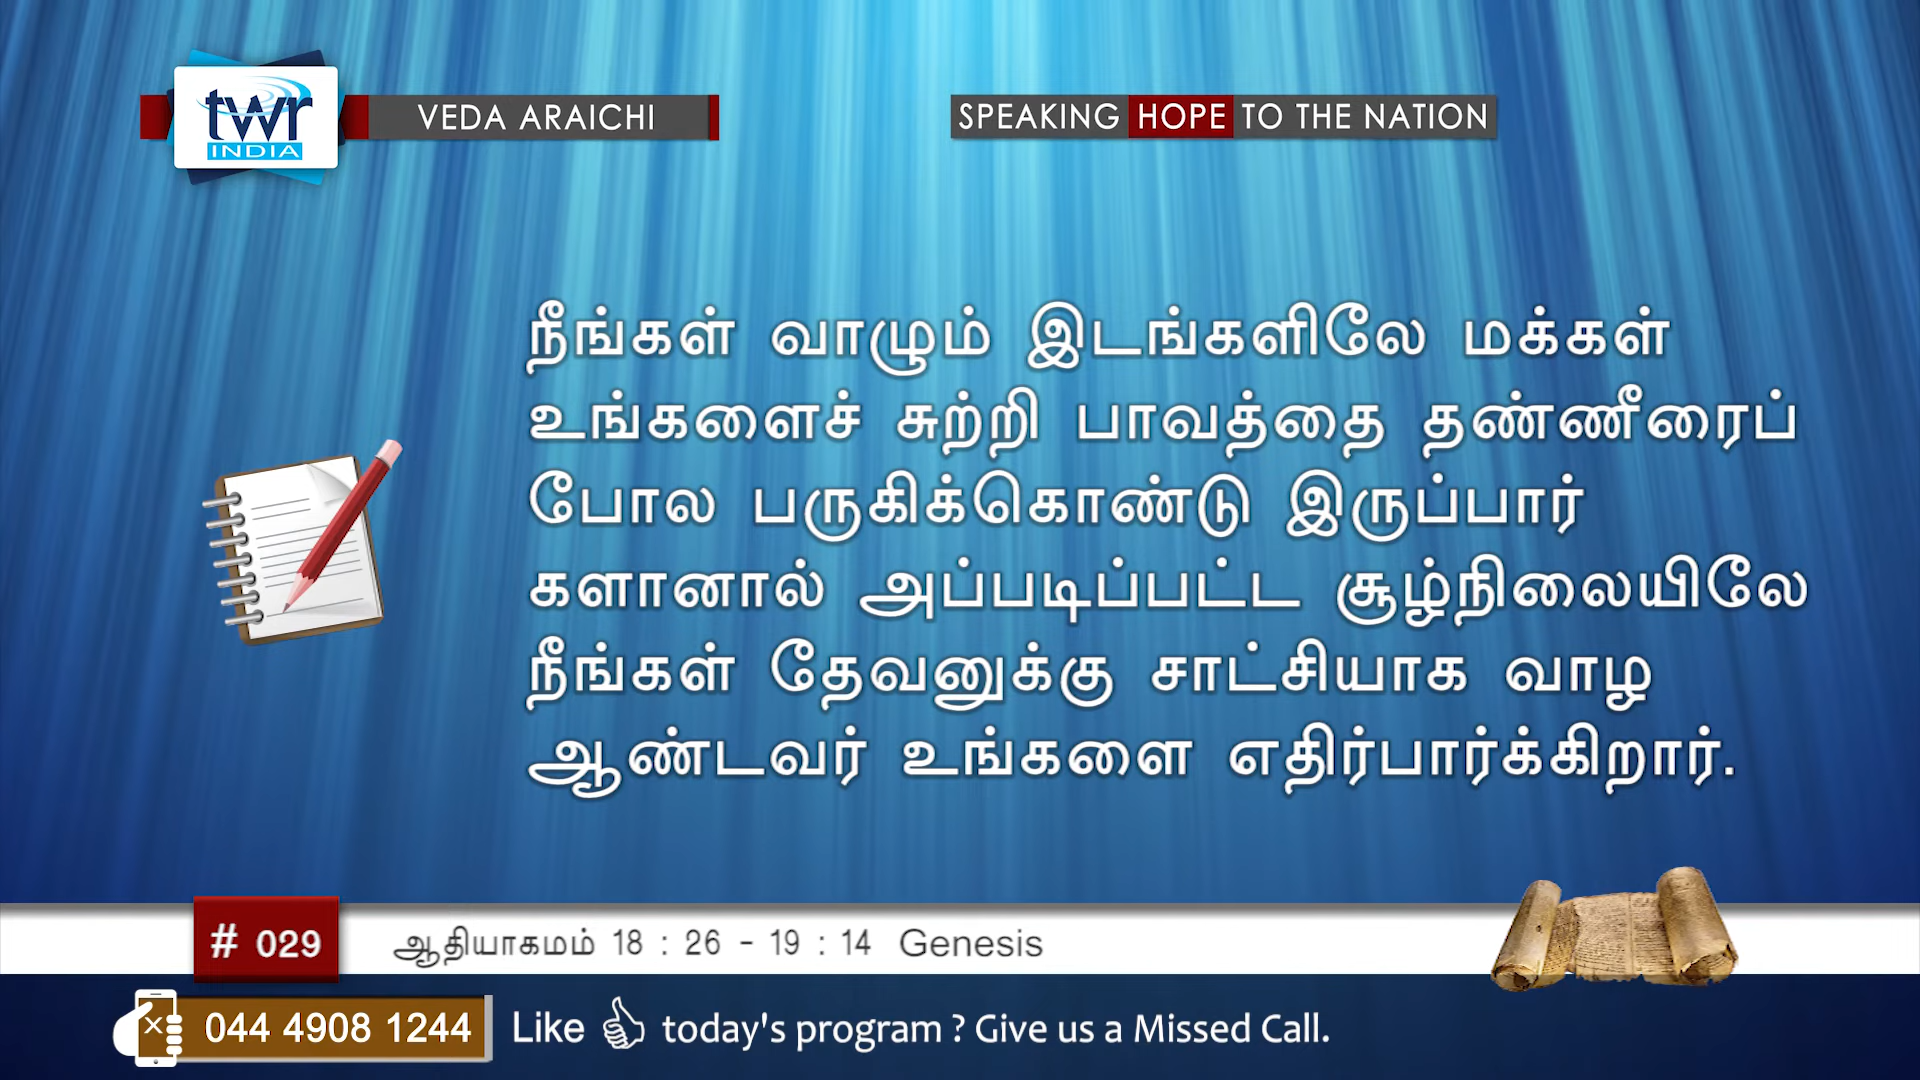 twr
INDIA
VEDA ARAICHI
SPEAKING HOPE TO THE NATION
நீங்கள் வாழும் இடங்களிலே மக்கள்
உங்களைச் சுற்றி பாவத்தை தண்ணீரைப்
போல பருகிக்கொண்டு இருப்பார்
களானால் அப்படிப்பட்ட சூழ்நிலையிலே
நீங்கள் தேவனுக்கு சாட்சியாக வாழ
ஆண்டவர் உங்களை எதிர்பார்க்கிறார்.
# 029
ஆதியாகமம் 18 : 26 - 19 : 14 Genesis
044 4908 1244
Like today's program ? Give us a Missed Call.